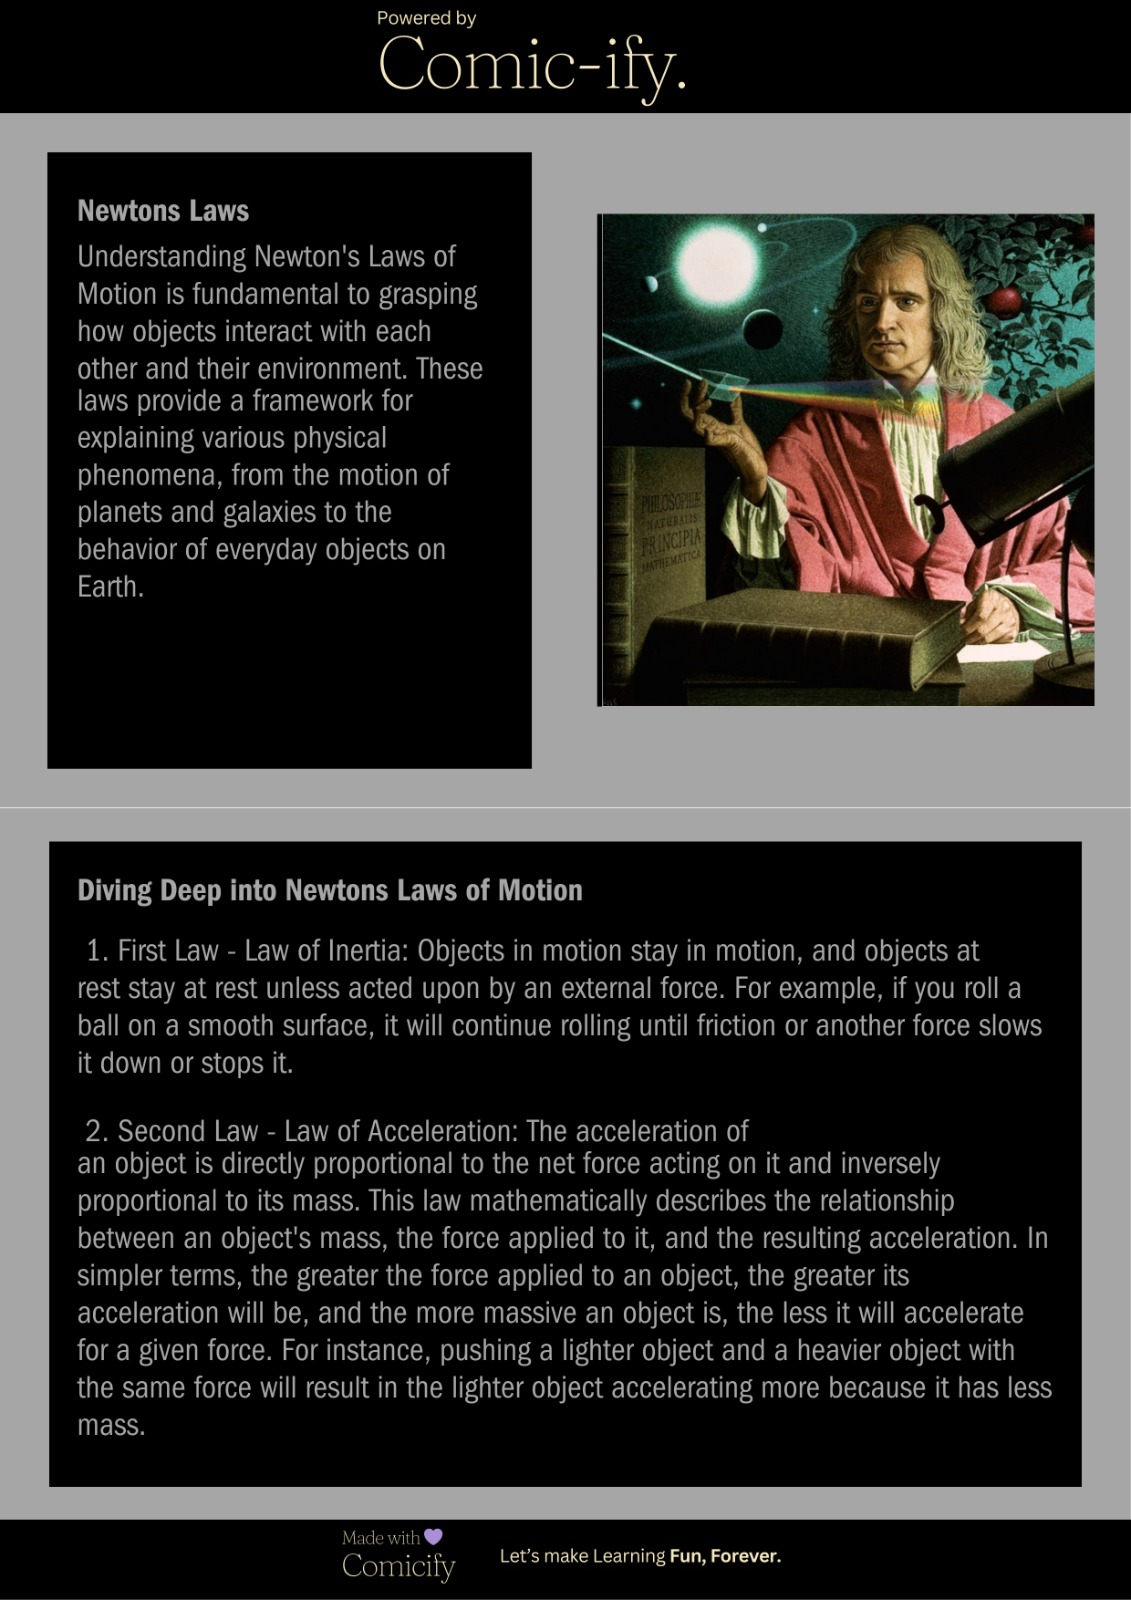 Powered by
Comic-ify.
Newtons Laws
Understanding Newton's Laws of
Motion is fundamental to grasping
how objects interact with each
other and their environment. These
laws provide a framework for
explaining various physical
phenomena, from the motion of
planets and galaxies to the
behavior of everyday objects on
Earth.
PHILOSOPHIÆ
NATURALIS
PRINCIPIA
MATHEMATICA
Diving Deep into Newtons Laws of Motion
1. First Law - Law of Inertia: Objects in motion stay in motion, and objects at
rest stay at rest unless acted upon by an external force. For example, if you roll a
ball on a smooth surface, it will continue rolling until friction or another force slows
it down or stops it.
2. Second Law - Law of Acceleration: The acceleration of
an object is directly proportional to the net force acting on it and inversely
proportional to its mass. This law mathematically describes the relationship
between an object's mass, the force applied to it, and the resulting acceleration. In
simpler terms, the greater the force applied to an object, the greater its
acceleration will be, and the more massive an object is, the less it will accelerate
for a given force. For instance, pushing a lighter object and a heavier object with
the same force will result in the lighter object accelerating more because it has less
mass.
Made with 💜
Comicify
Let’s make Learning Fun, Forever.